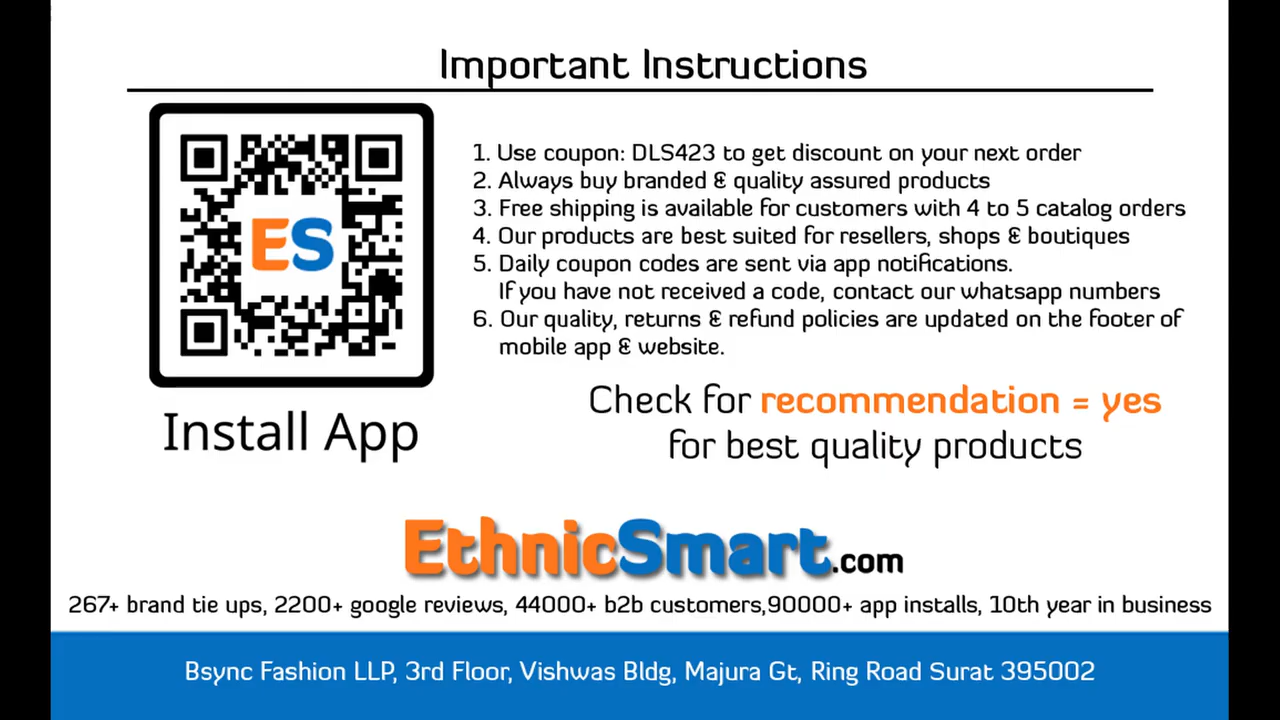 Important Instructions
1. Use coupon: DLS423 to get discount on your next order
2. Always buy branded & quality assured products
3. Free shipping is available for customers with 4 to 5 catalog orders
4. Our products are best suited for resellers, shops & boutiques
5. Daily coupon codes are sent via app notifications.
If you have not received a code, contact our whatsapp numbers
6. Our quality, returns & refund policies are updated on the footer of
mobile app & website.
ES
Install App
Check for recommendation = yes
for best quality products
EthnicSmart.com
267+ brand tie ups, 2200+ google reviews, 44000+ b2b customers,90000+ app installs, 10th year in business
Bsync Fashion LLP, 3rd Floor, Vishwas Bldg, Majura Gt, Ring Road Surat 395002